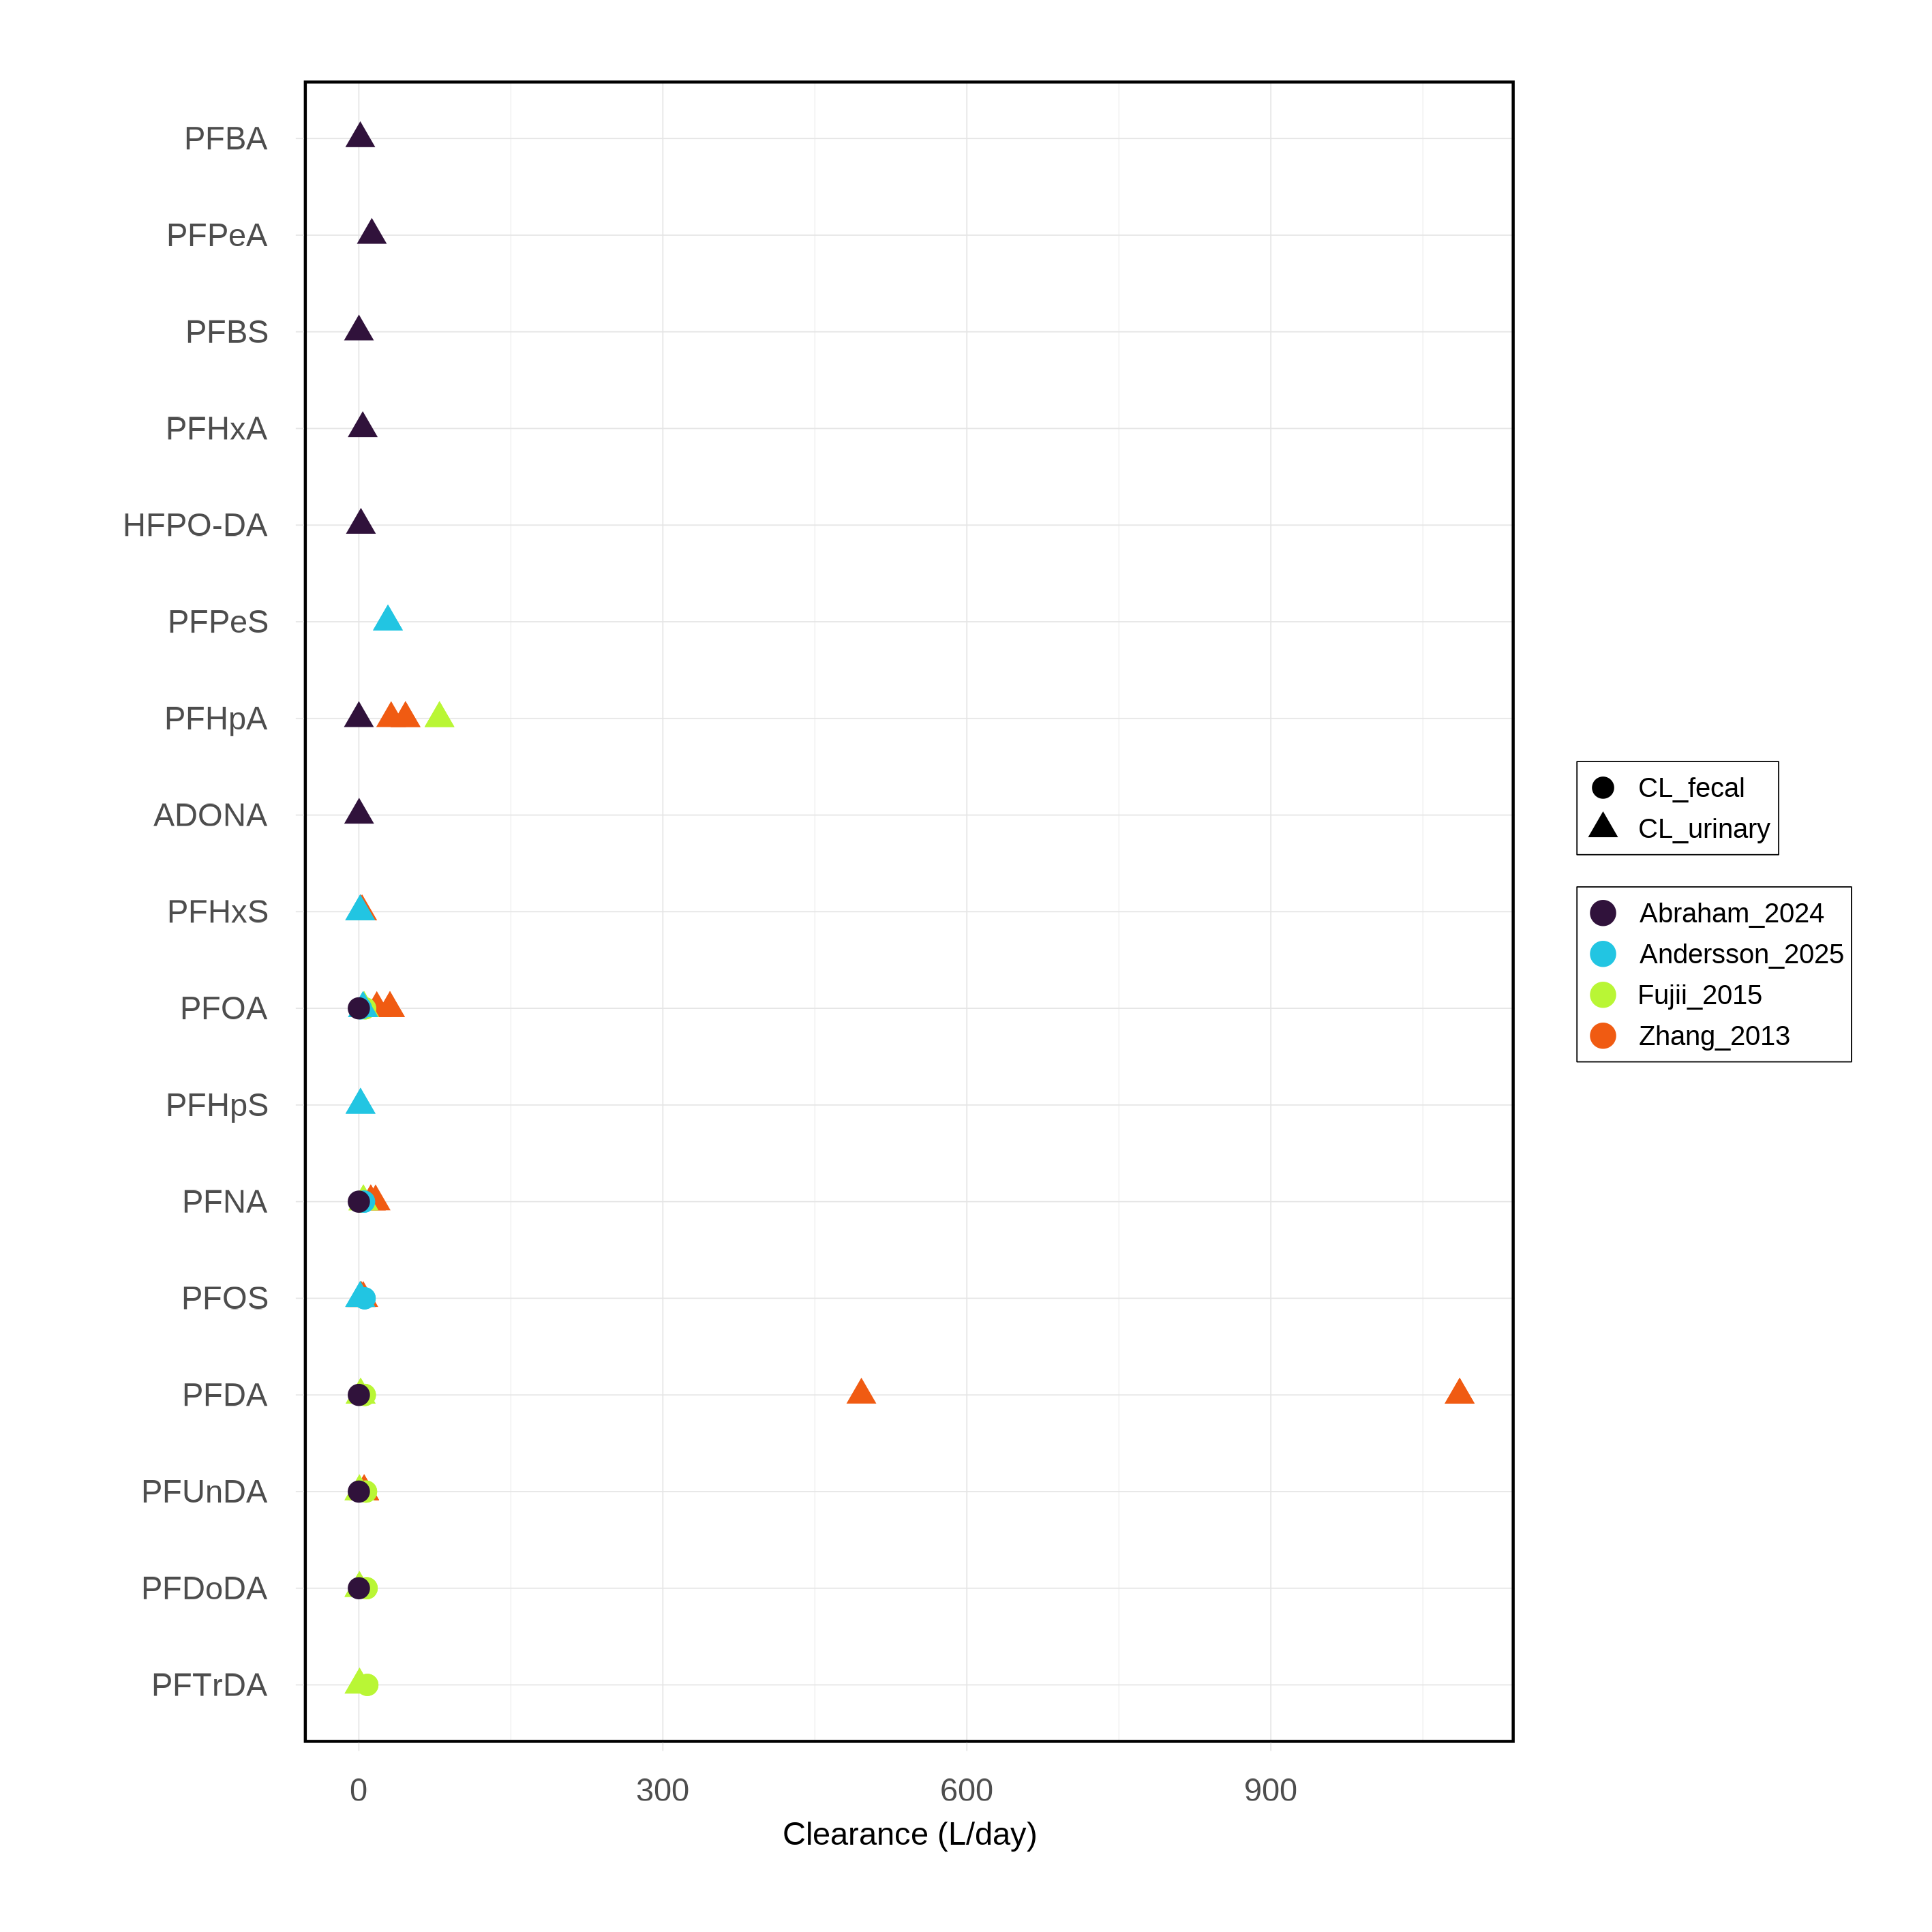 PFBA
PFPeA
PFBS
PFHxA
HFPO-DA
PFPeS
PFHpA
ADONA
PFHxS
PFOA
PFHpS
PFNA
PFOS
PFDA
PFUnDA
PFDoDA
PFTrDA
0 300 600 900
Clearance (L/day)
CL_fecal
CL_urinary
Abraham_2024
Andersson_2025
Fujii_2015
Zhang_2013